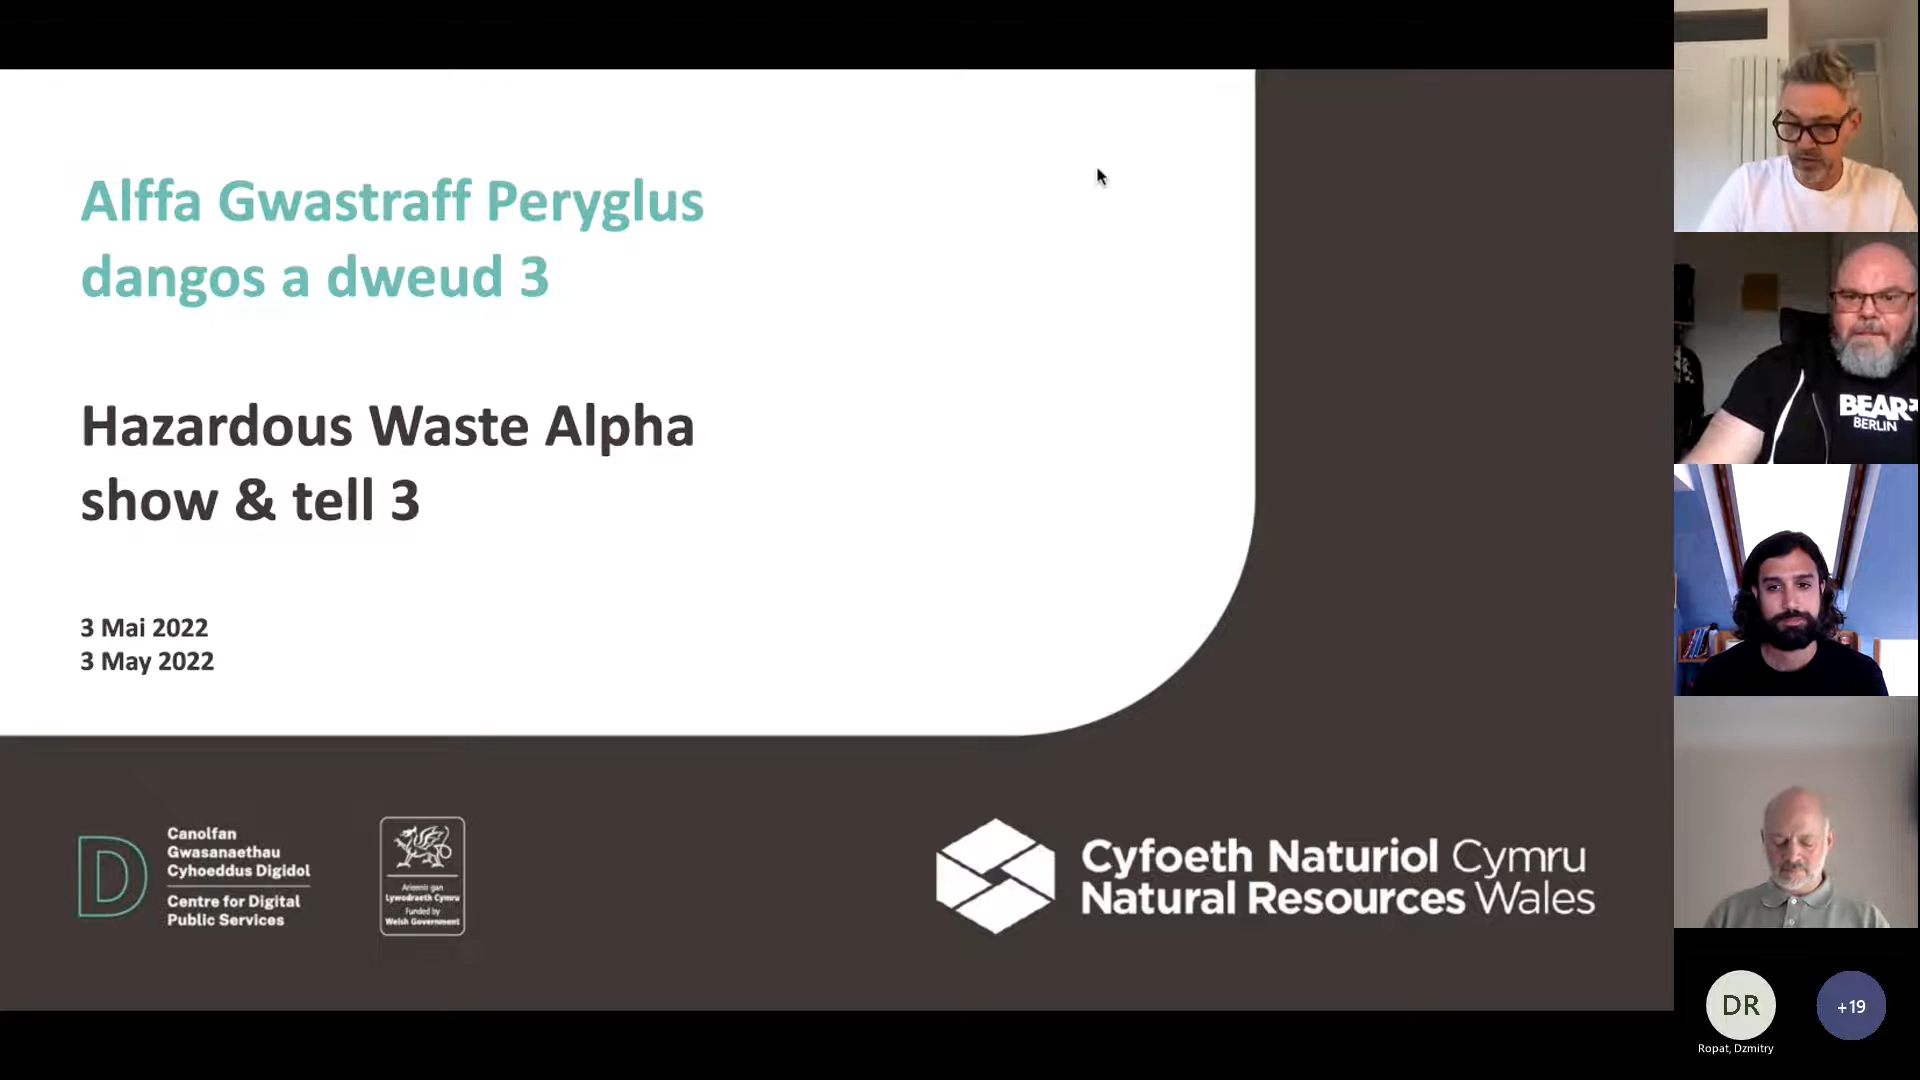 Alffa Gwastraff Peryglus
dangos a dweud 3
Hazardous Waste Alpha
show & tell 3
3 Mai 2022
3 May 2022
Canolfan
Gwasanaethau
Cyhoeddus Digidol
Centre for Digital
Public Services
Ariennir gan
Lywodraeth Cymru
Funded by
Welsh Government
Cyfoeth Naturiol Cymru
Natural Resources Wales
BEAR
BERLIN
DR
+19
Ropat, Dzmitry